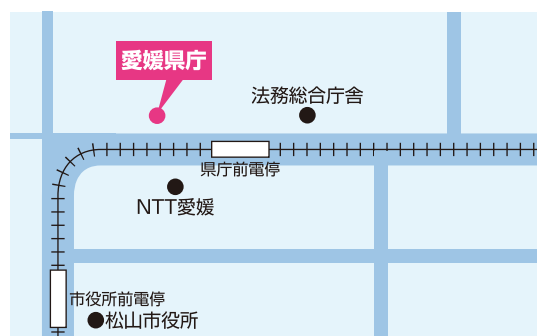 愛媛県庁
法務総合庁舎
県庁前電停
NTT愛媛
市役所前電停
松山市役所